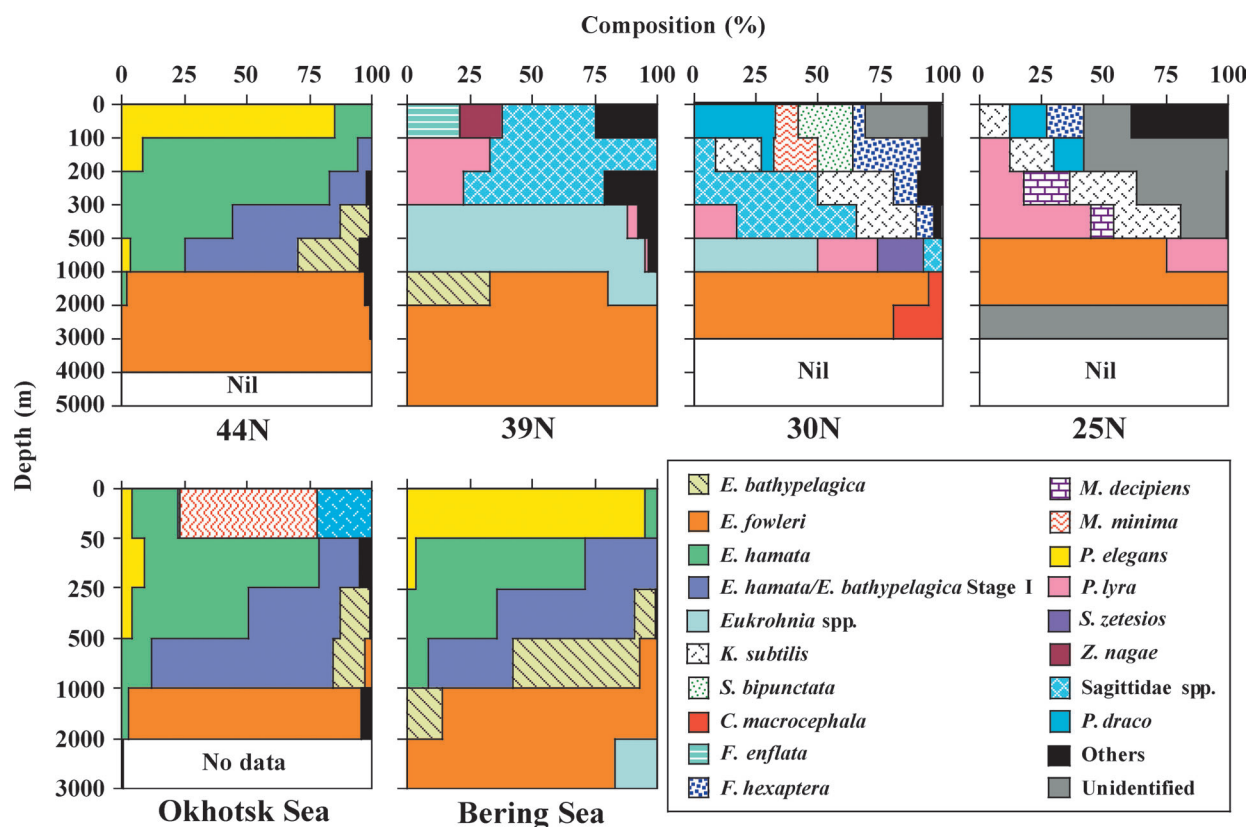 Composition (%)
0 25 50 75 100 0 25 50 75 100 0 25 50 75 100 0 25 50 75 100
0
100
200
300
500
1000
2000
3000
4000
5000
Nil
Nil
Nil
44N 39N 30N 25N
Depth (m)
0
50
250
500
1000
2000
3000
No data
Okhotsk Sea Bering Sea
E. bathypelagica
E. fowleri
E. hamata
E. hamata/E. bathypelagica Stage I
Eukrohnia spp.
K. subtilis
S. bipunctata
C. macrocephala
F. enflata
F. hexaptera
M. decipiens
M. minima
P. elegans
P. lyra
S. zetesios
Z. nagae
Sagittidae spp.
P. draco
Others
Unidentified